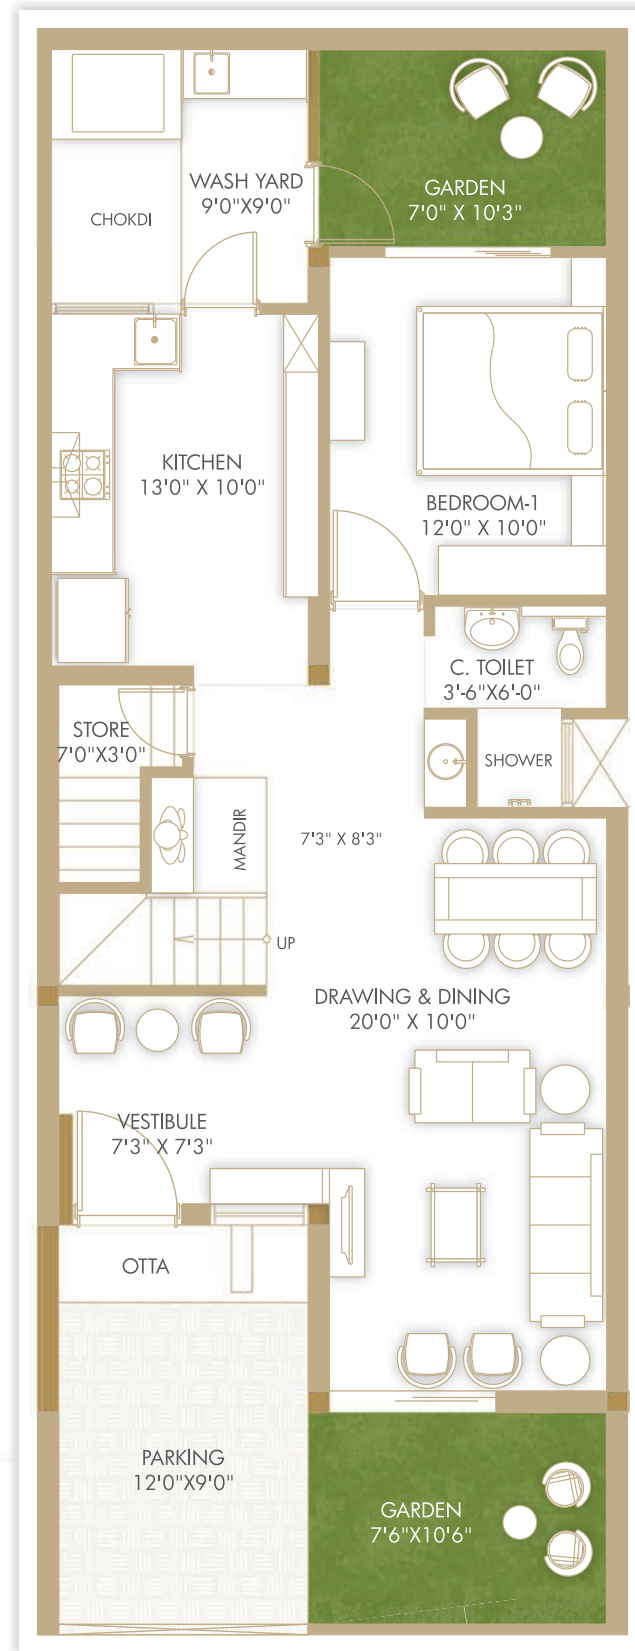 WASH YARD
9'0"X9'0"
GARDEN
7'0" X 10'3"
CHOKDI
KITCHEN
13'0" X 10'0"
BEDROOM-1
12'0" X 10'0"
C. TOILET
3'-6"X6'-0"
STORE
7'0"X3'0"
SHOWER
MANDIR
7'3" X 8'3"
UP
DRAWING & DINING
20'0" X 10'0"
VESTIBULE
7'3" X 7'3"
OTTA
PARKING
12'0"X9'0"
GARDEN
7'6"X10'6"